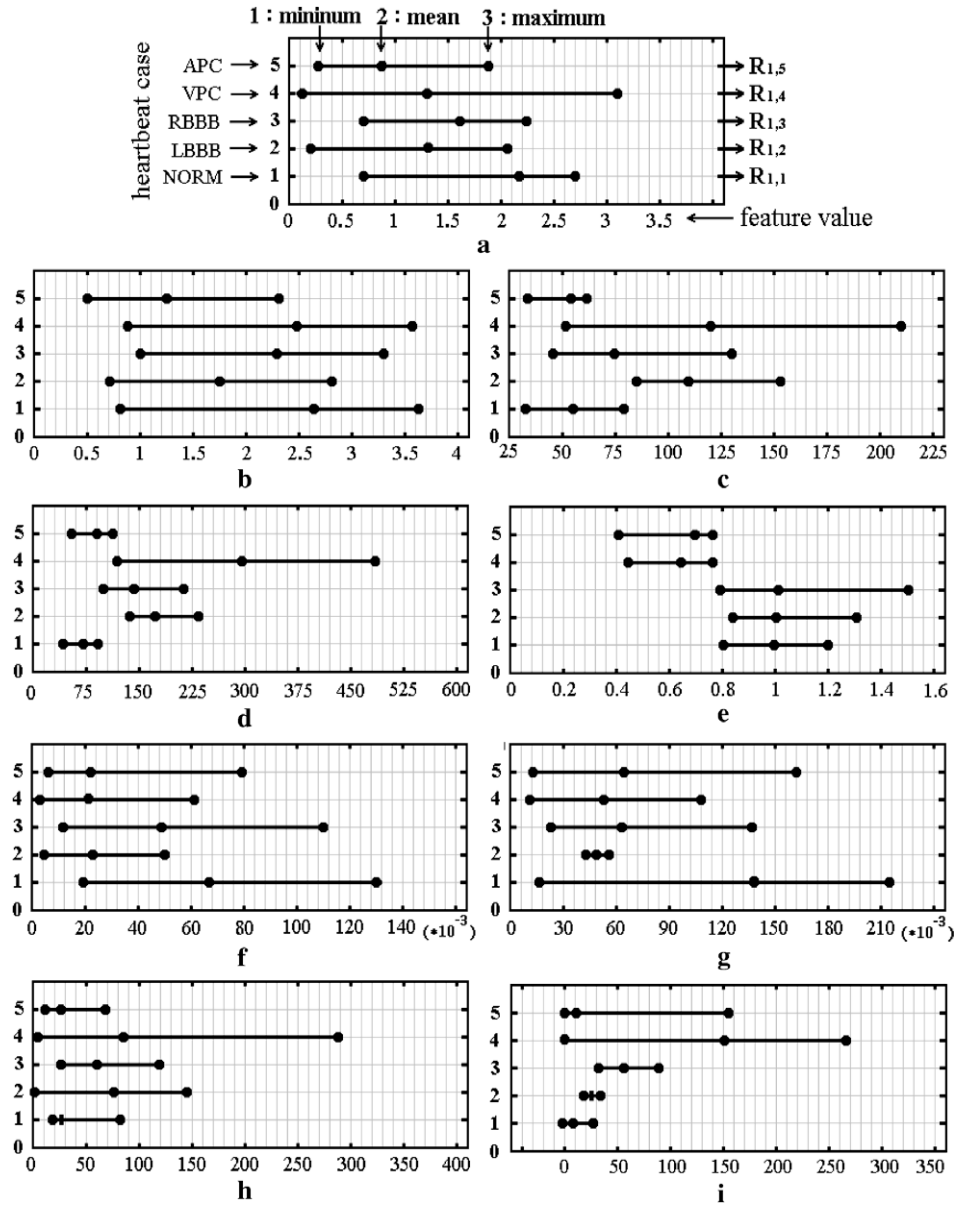 1 : mininum 2 : mean 3 : maximum
heartbeat case
APC 5 R1,5
VPC 4 R1,4
RBBB 3 R1,3
LBBB 2 R1,2
NORM 1 R1,1
0
0 0.5 1 1.5 2 2.5 3 3.5 feature value
a
5
4
3
2
1
0
0 0.5 1 1.5 2 2.5 3 3.5 4
b
5
4
3
2
1
0
25 50 75 100 125 150 175 200 225
c
5
4
3
2
1
0
0 75 150 225 300 375 450 525 600
d
5
4
3
2
1
0
0 0.2 0.4 0.6 0.8 1 1.2 1.4 1.6
e
5
4
3
2
1
0
0 20 40 60 80 100 120 140 (*10⁻³)
f
5
4
3
2
1
0
0 30 60 90 120 150 180 210 (*10⁻³)
g
5
4
3
2
1
0
0 50 100 150 200 250 300 350 400
h
5
4
3
2
1
0
0 50 100 150 200 250 300 350
i